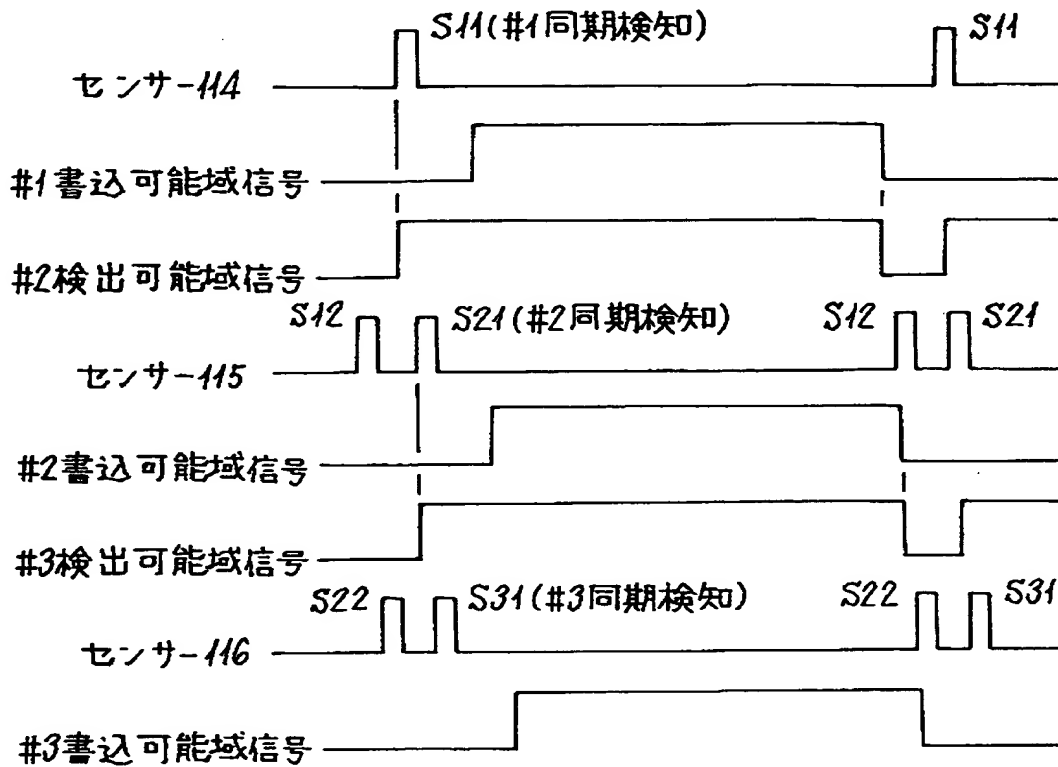 S11(#1同期検知)
S11
センサー114
#1書込可能域信号
#2検出可能域信号
S12
S21(#2同期検知)
S12
S21
センサー115
#2書込可能域信号
#3検出可能域信号
S22
S31(#3同期検知)
S22
S31
センサー116
#3書込可能域信号